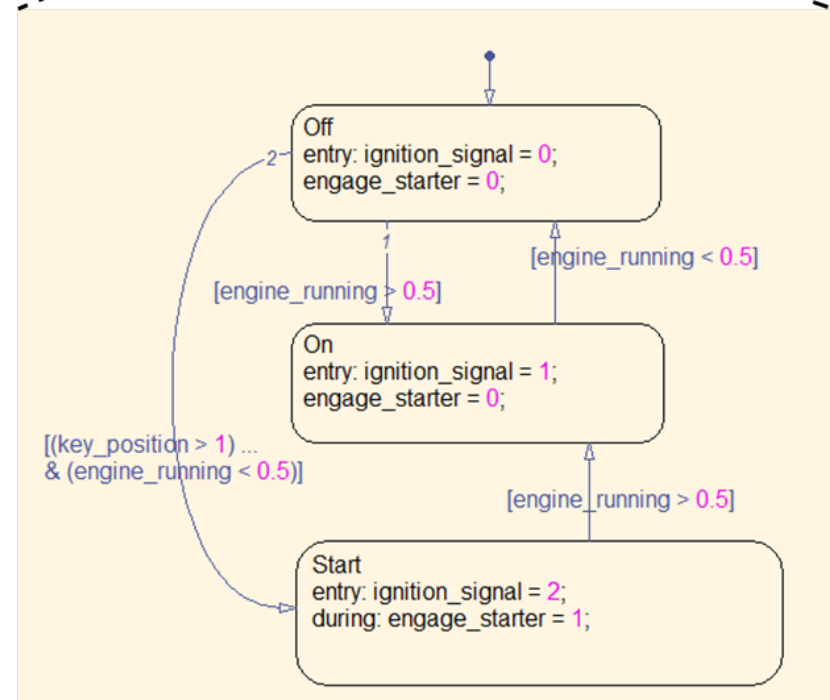 Off
entry: ignition_signal = 0;
engage_starter = 0;
2
1
[engine_running < 0.5]
[engine_running > 0.5]
On
entry: ignition_signal = 1;
engage_starter = 0;
[(key_position > 1) ...
& (engine_running < 0.5)]
[engine_running > 0.5]
Start
entry: ignition_signal = 2;
during: engage_starter = 1;